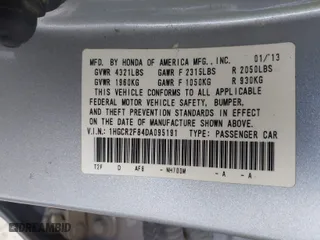 MFD. BY HONDA OF AMERICA MFG., INC. 01/13
GVWR 4321LBS GAWR F 2315LBS R 2050LBS
GVWR 1960KG GAWR F 1050KG R 930KG
THIS VEHICLE CONFORMS TO ALL APPLICABLE
FEDERAL MOTOR VEHICLE SAFETY, BUMPER,
AND THEFT PREVENTION STANDARDS IN EFFECT
ON THE DATE OF MANUFACTURE SHOWN ABOVE.
V.I.N.: 1HGCR2F84DA095191 TYPE: PASSENGER CAR
D NH700M - A - A